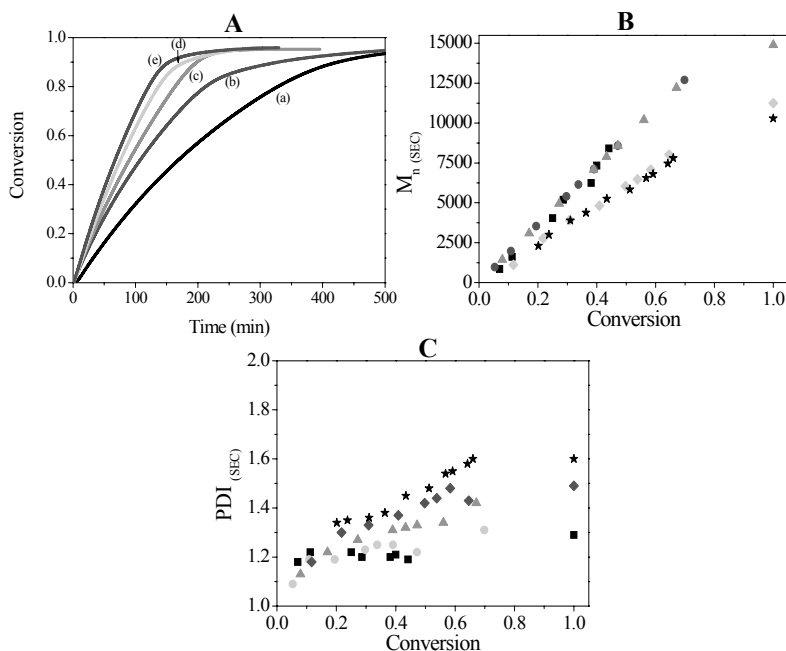 A
1.0
0.8
0.6
0.4
0.2
0.0
Conversion
(e)
(d)
(c)
(b)
(a)
0
100
200
300
400
500
Time (min)
B
15000
12500
10000
7500
5000
2500
0
Mn (SEC)
0.0
0.2
0.4
0.6
0.8
1.0
Conversion
C
2.0
1.8
1.6
1.4
1.2
1.0
PDI (SEC)
0.0
0.2
0.4
0.6
0.8
1.0
Conversion